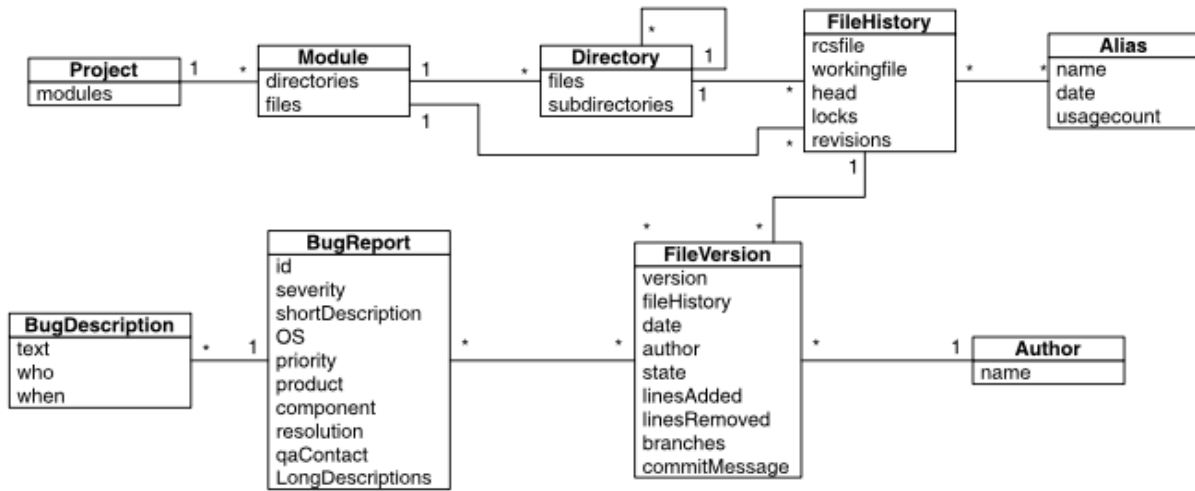 Project
modules
1
*
Module
directories
files
1
*
1
Directory
files
subdirectories
*
1
1
*
*
FileHistory
rcsfile
workingfile
head
locks
revisions
*
*
1
Alias
name
date
usagecount
BugDescription
text
who
when
*
1
BugReport
id
severity
shortDescription
OS
priority
product
component
resolution
qaContact
LongDescriptions
*
*
*
*
FileVersion
version
fileHistory
date
author
state
linesAdded
linesRemoved
branches
commitMessage
*
1
Author
name